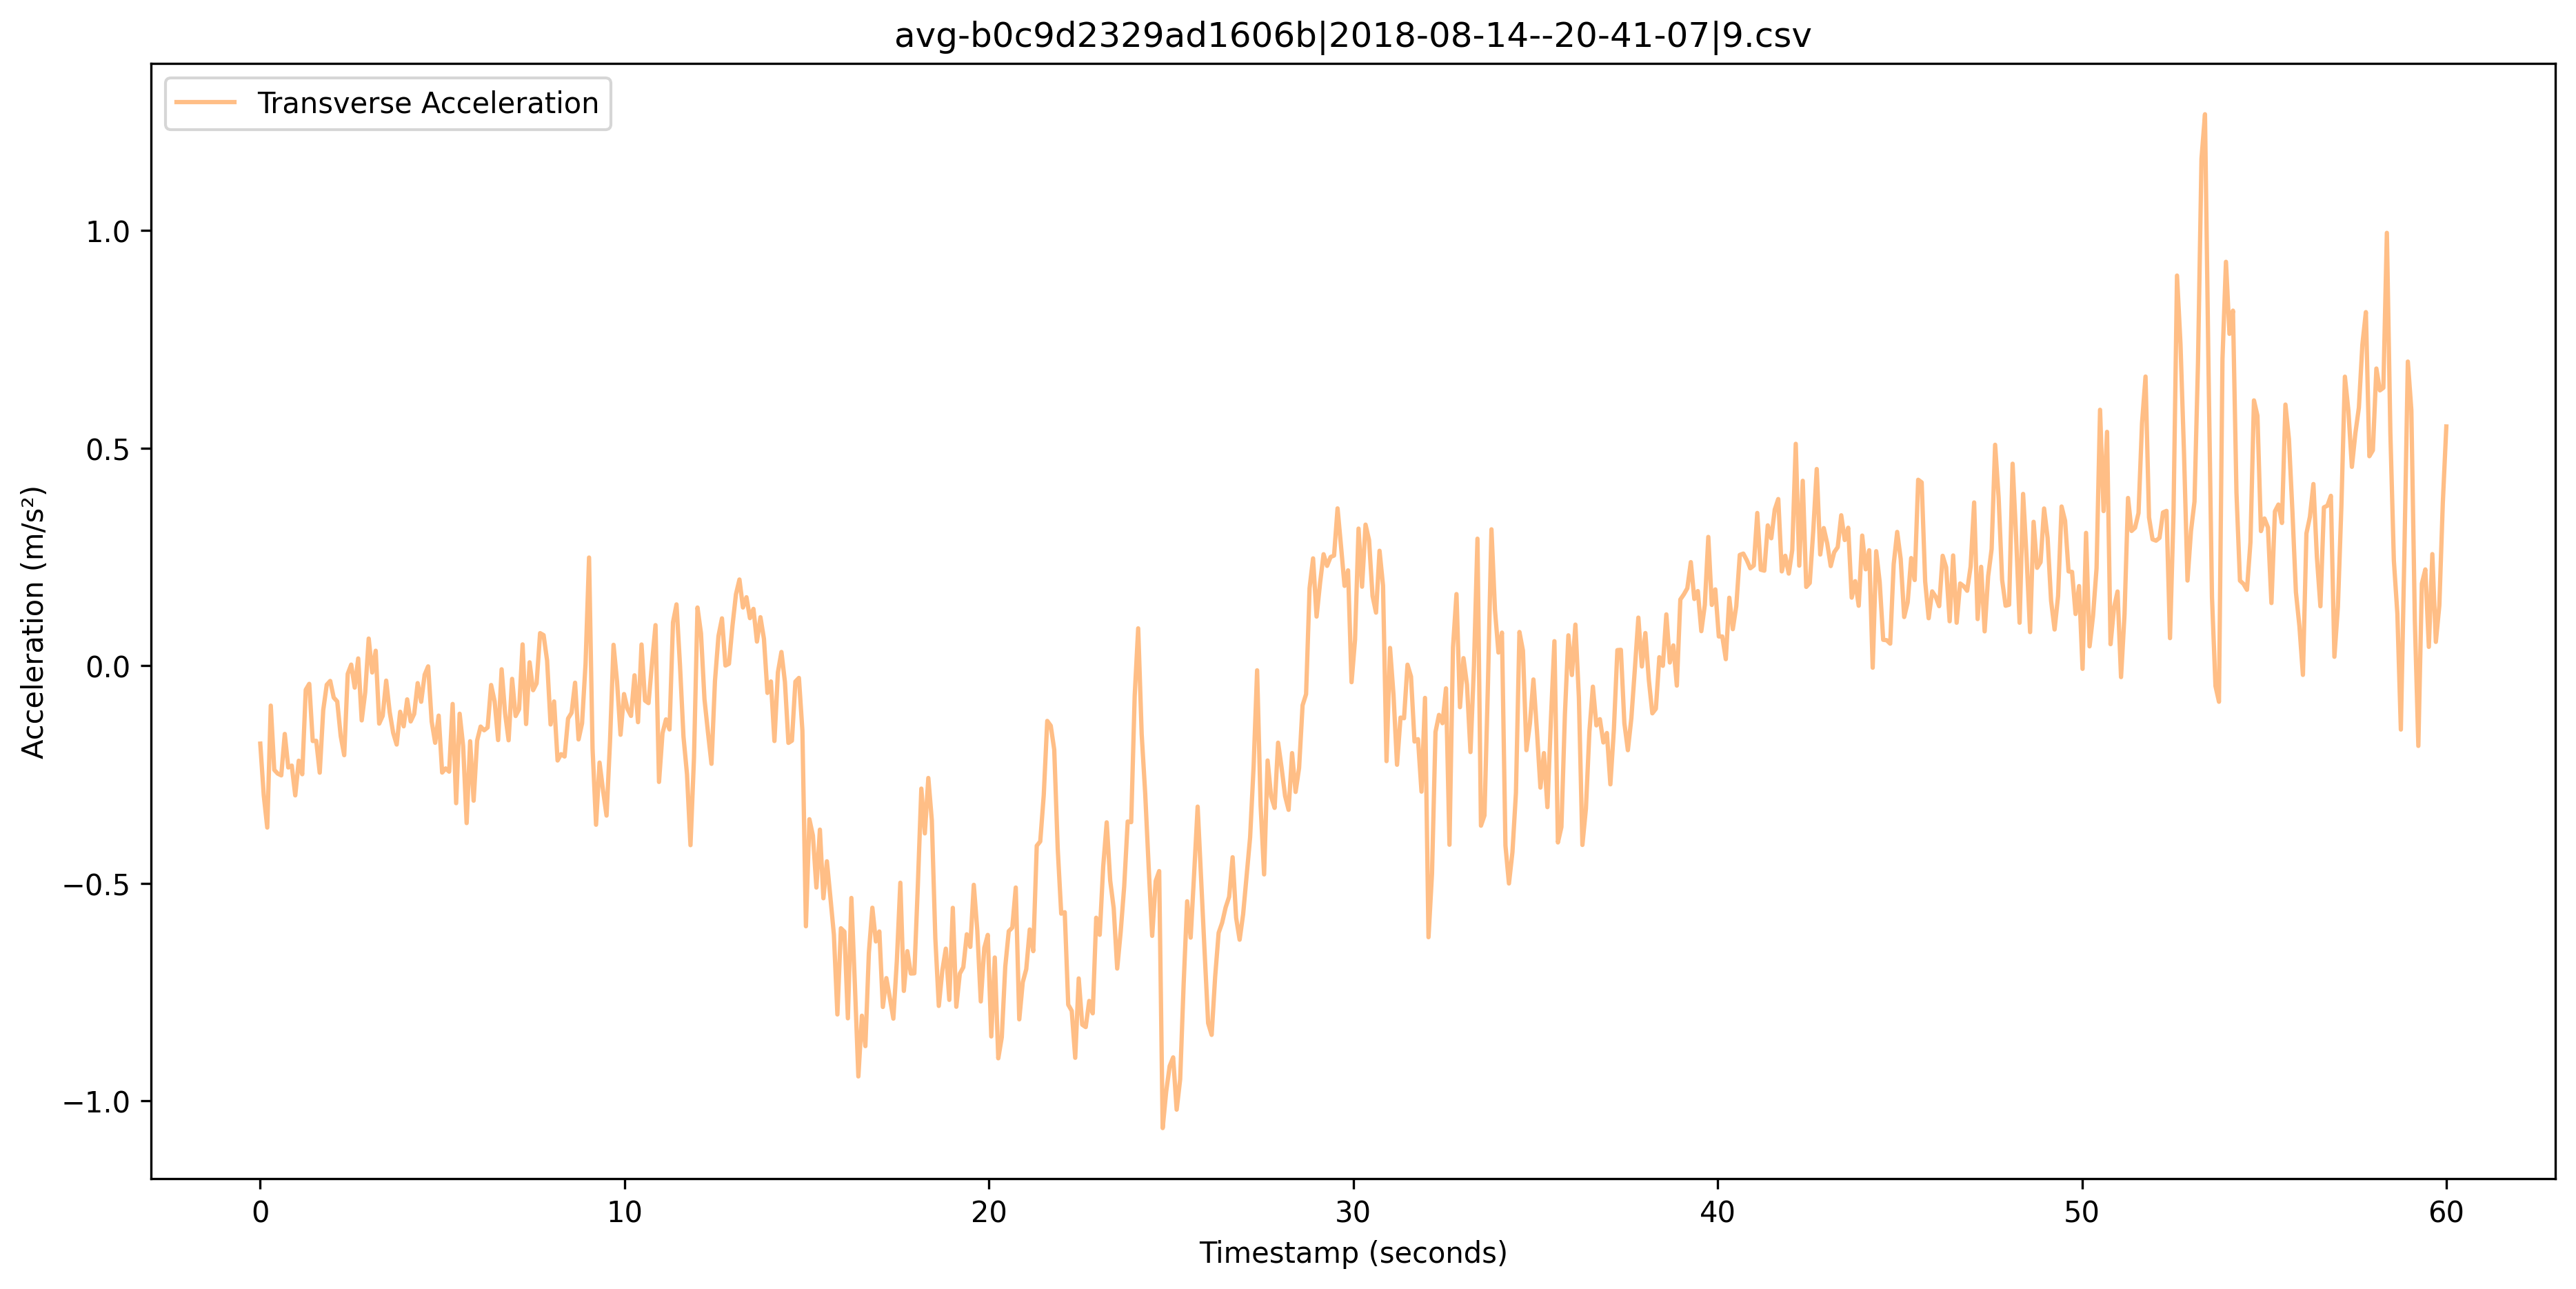 avg-b0c9d2329ad1606b|2018-08-14--20-41-07|9.csv
Transverse Acceleration
Acceleration (m/s²)
1.0
0.5
0.0
−0.5
−1.0
0 10 20 30 40 50 60
Timestamp (seconds)